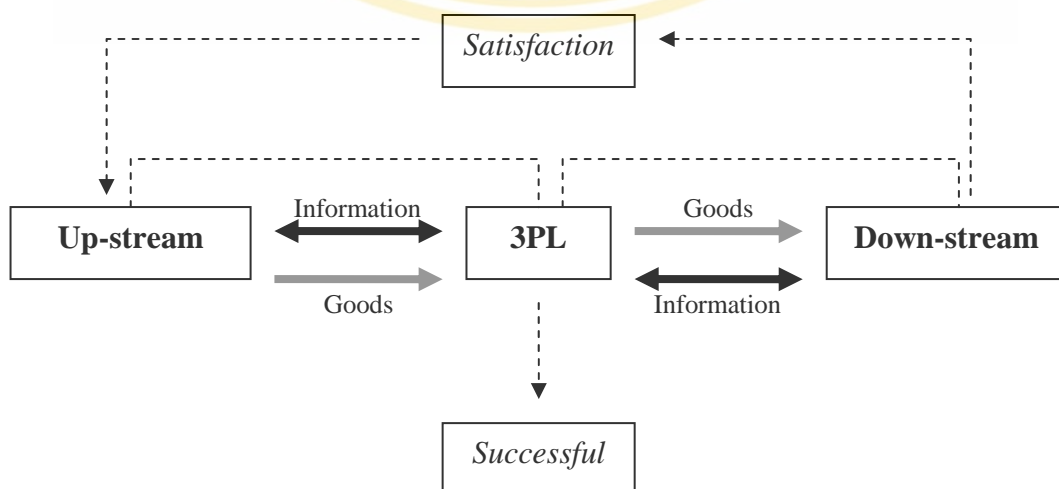 Satisfaction
Information
Goods
Up-stream
3PL
Down-stream
Goods
Information
Successful